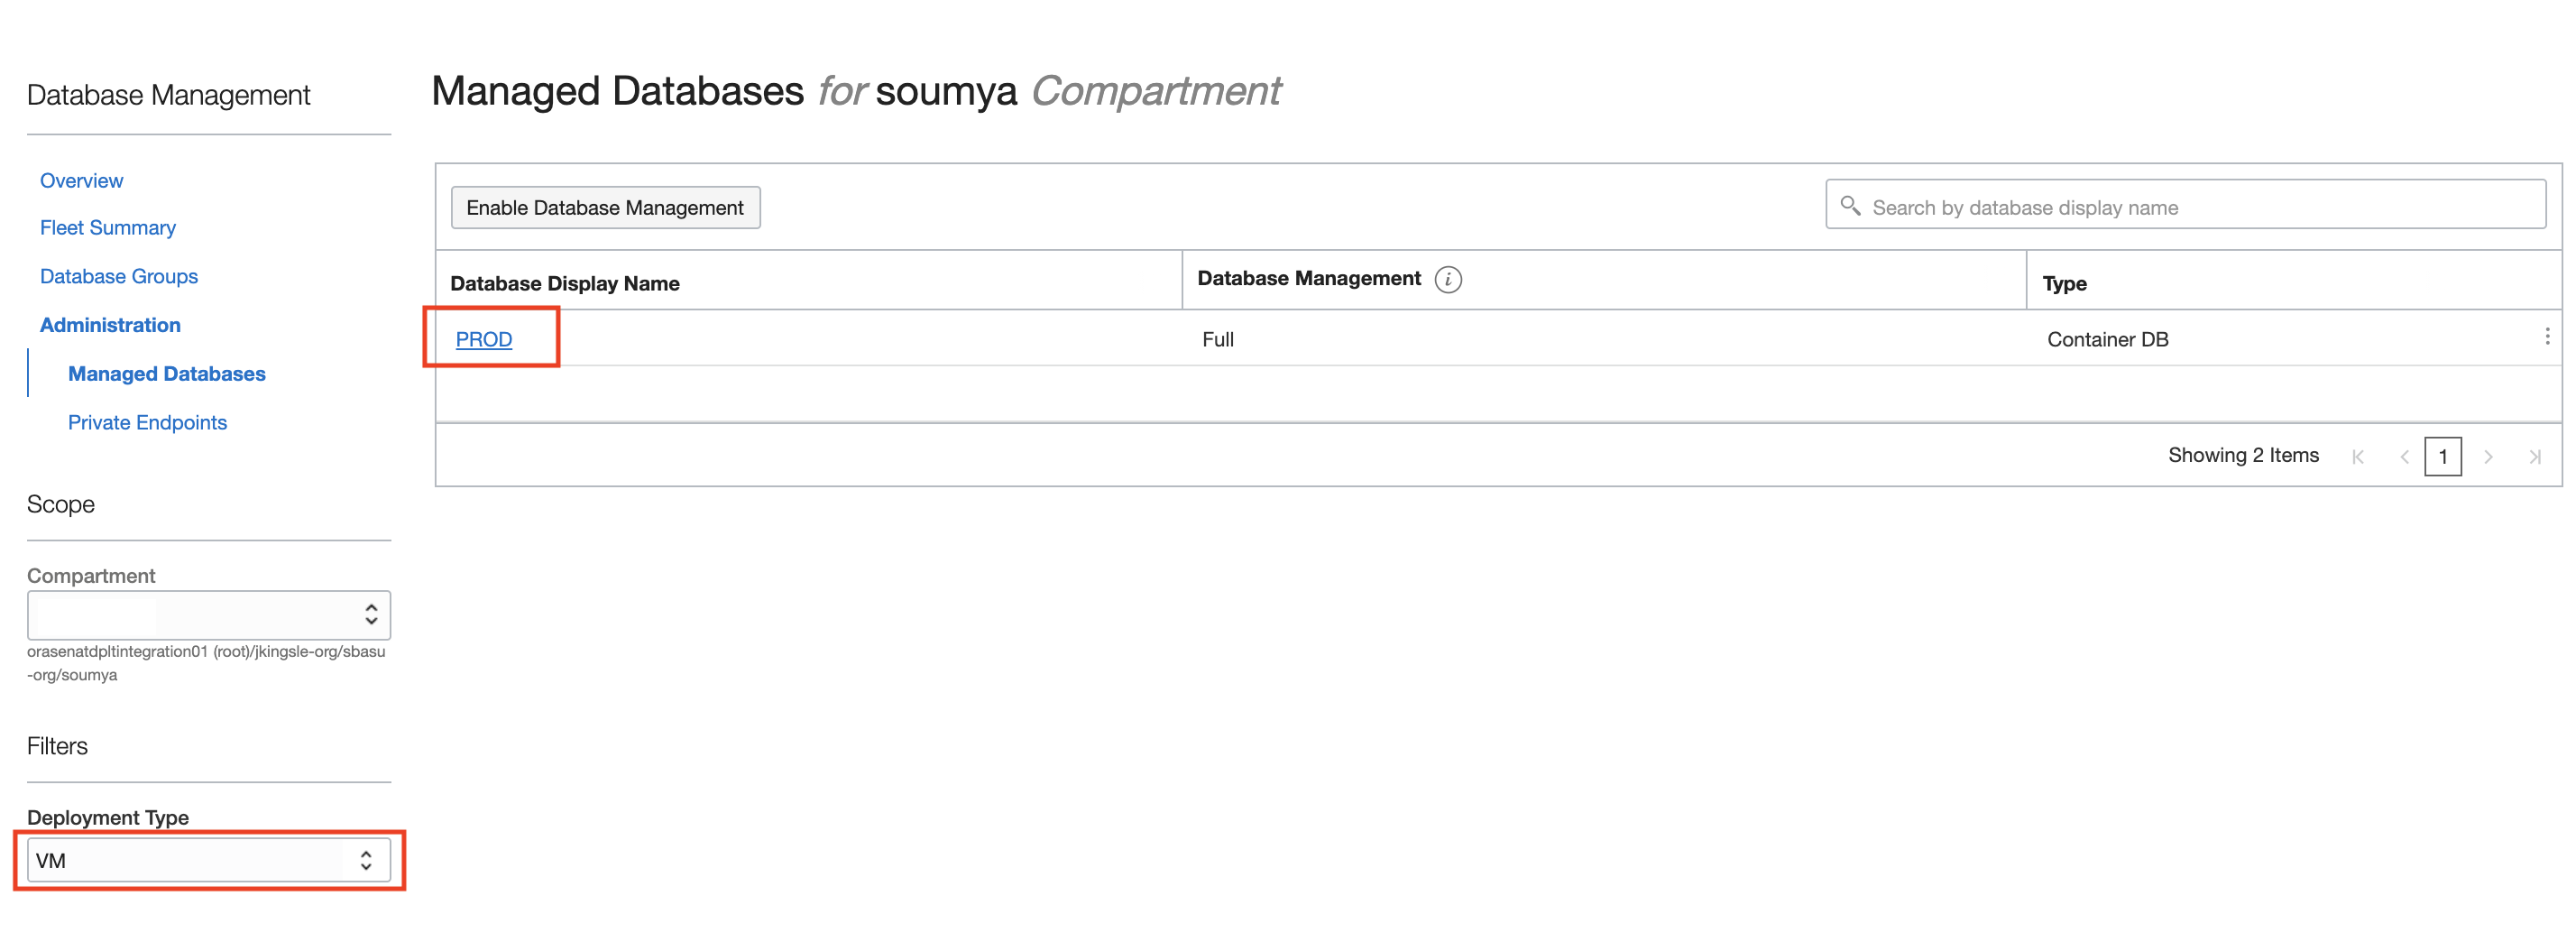 Database Management
Overview
Fleet Summary
Database Groups
Administration
Managed Databases
Private Endpoints
Scope
Compartment
orasenatdpltintegration01 (root)/jkingsle-org/sbasu
-org/soumya
Filters
Deployment Type
VM
Managed Databases for soumya Compartment
Enable Database Management
Search by database display name
Database Display Name Database Management i Type
PROD Full Container DB
Showing 2 Items 1